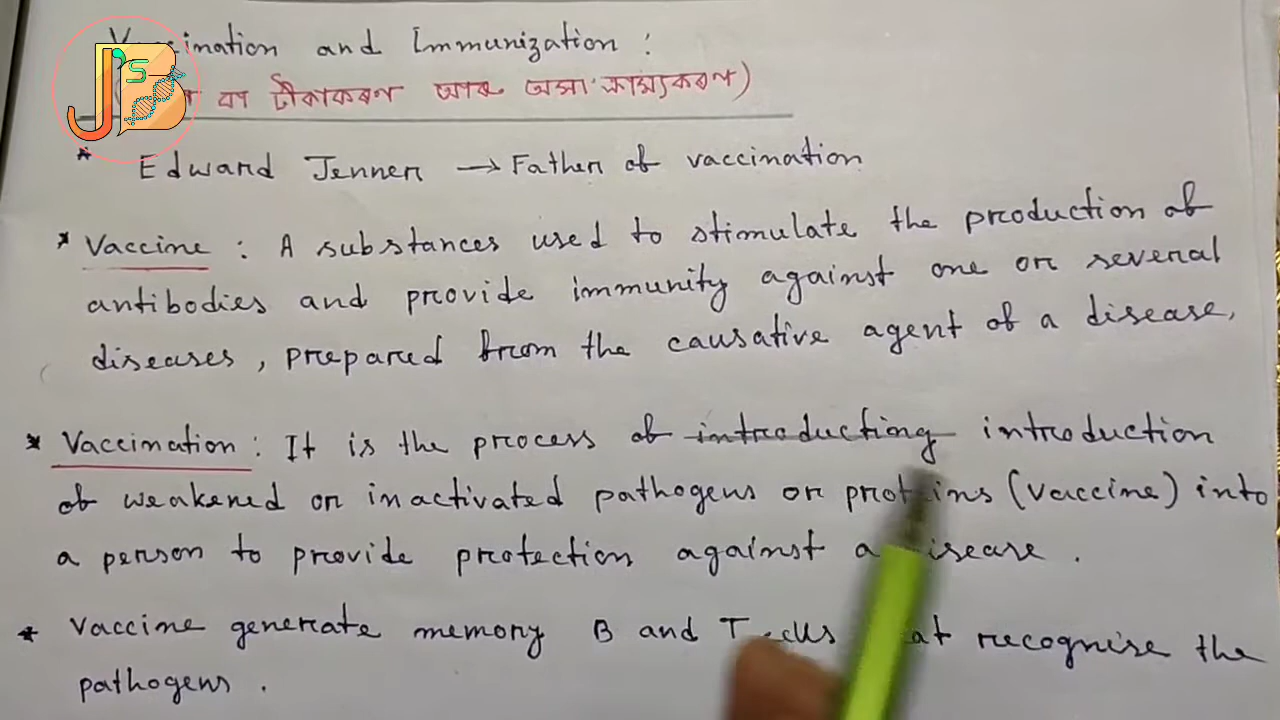 Vaccination and Immunization :
বা টীকাকৰণ আৰু অসংক্ৰাম্যকৰণ)
J'sB
* Edward Jenner → Father of vaccination
* Vaccine : A substances used to stimulate the production of
antibodies and provide immunity against one or several
diseases, prepared from the causative agent of a disease,
* Vaccination : It is the process of introducting introduction
of weakened or inactivated pathogens or proteins (vaccine) into
a person to provide protection against a disease .
* vaccine generate memory B and T cells that recognise the
pathogens .